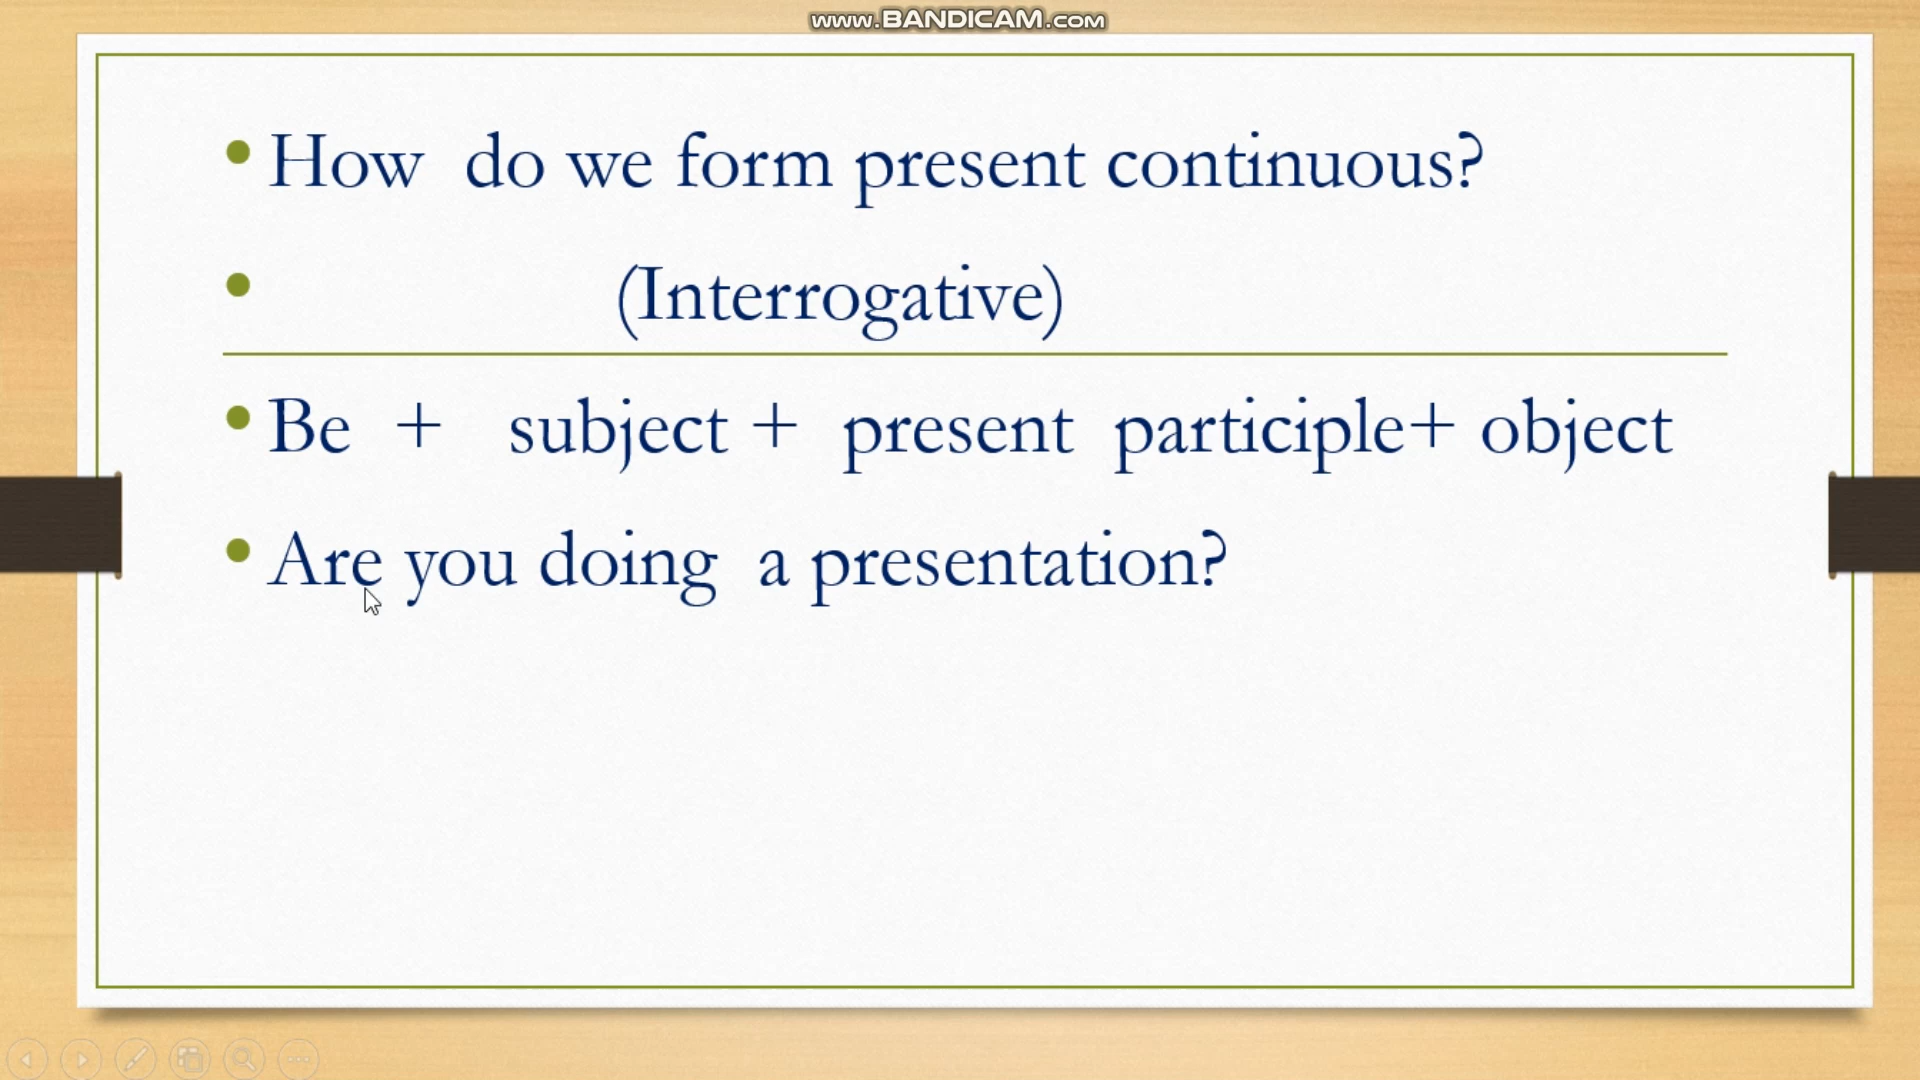 www.BANDICAM.com
• How do we form present continuous?
• (Interrogative)
• Be + subject + present participle+ object
• Are you doing a presentation?